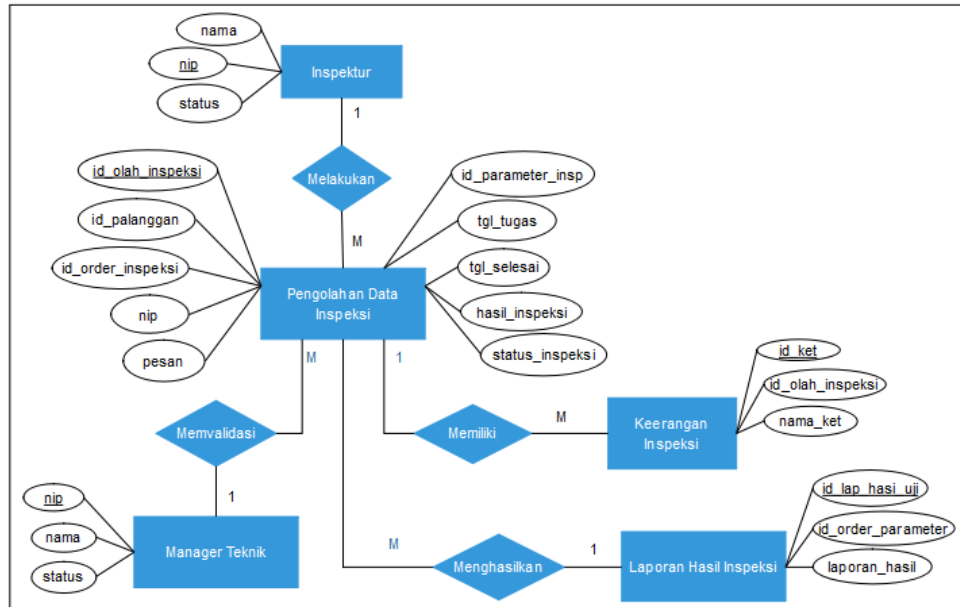 nama
nip
status
Inspektur
1
Melakukan
M
id_olah_inspeksi
id_palanggan
id_order_inspeksi
nip
pesan
Pengolahan Data
Inspeksi
id_parameter_insp
tgl_tugas
tgl_selesai
hasil_inspeksi
status_inspeksi
M
1
Memvalidasi
1
Memiliki
M
Keerangan
Inspeksi
id_ket
id_olah_inspeksi
nama_ket
nip
nama
status
Manager Teknik
M
Menghasilkan
1
Laporan Hasil Inspeksi
id_lap_hasi_uji
id_order_parameter
laporan_hasil